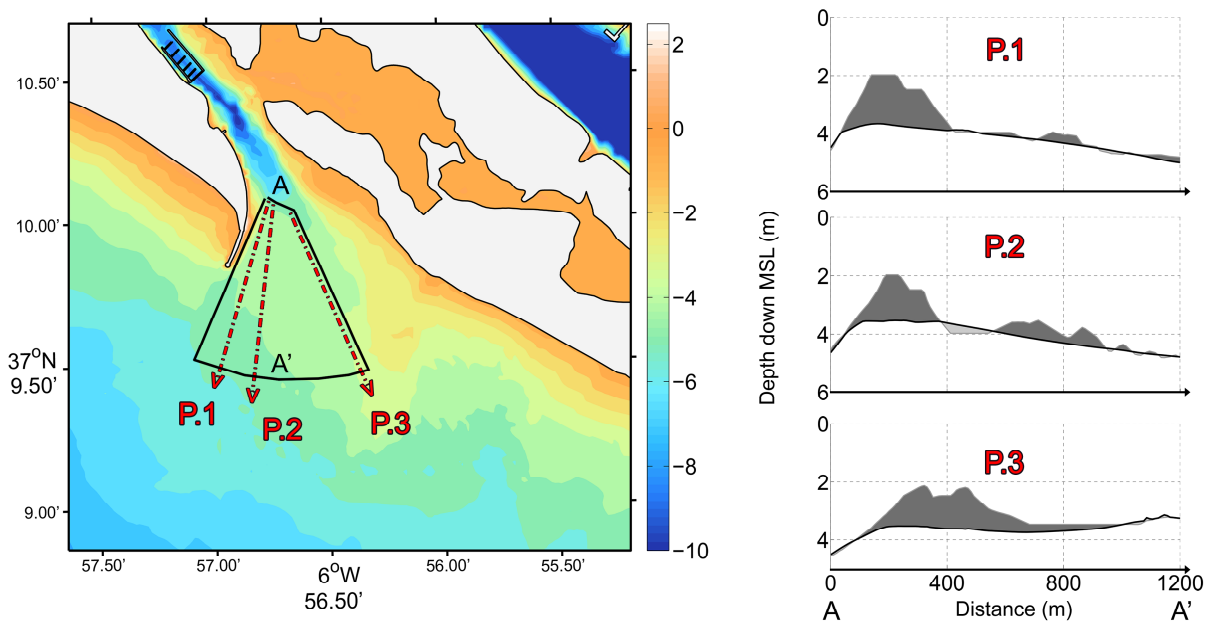 10.50'
10.00'
37°N
9.50'
9.00'
57.50'
57.00'
6°W
56.50'
56.00'
55.50'
A
A'
P.1
P.2
P.3
2
0
−2
−4
−6
−8
−10
Depth down MSL (m)
0
2
4
6
P.1
0
2
4
6
P.2
0
2
4
P.3
0
400
800
1200
A
Distance (m)
A'